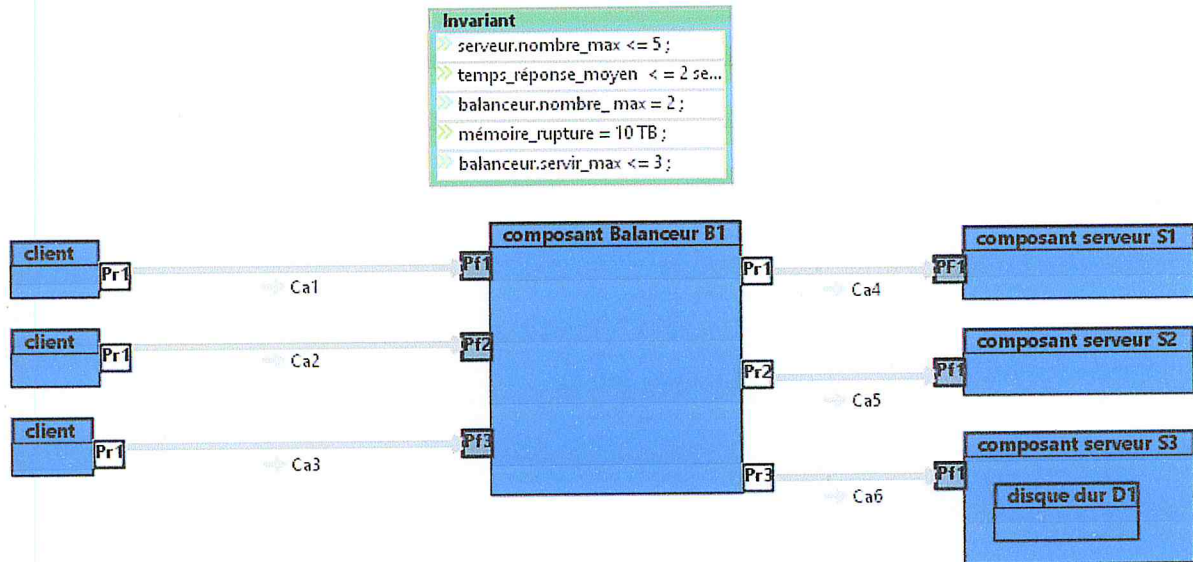 Invariant
serveur.nombre_max <= 5 ;
temps_réponse_moyen < = 2 se...
balanceur.nombre_ max = 2 ;
mémoire_rupture = 10 TB ;
balanceur.servir_max <= 3 ;
client
Pr1
Ca1
Pf1
composant Balanceur B1
Pr1
Ca4
PF1
composant serveur S1
client
Pr1
Ca2
Pf2
Pr2
Ca5
Pf1
composant serveur S2
client
Pr1
Ca3
Pf3
Pr3
Ca6
Pf1
composant serveur S3
disque dur D1